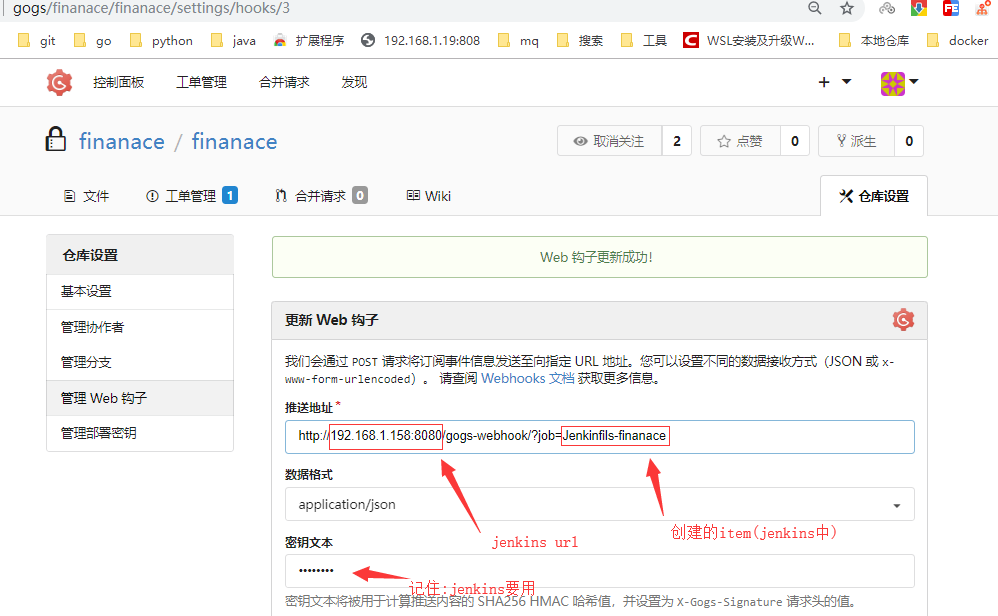 gogs/finanace/finanace/settings/hooks/3
git go python java 扩展程序 192.168.1.19:808 mq 搜索 工具 WSL安装及升级W... 本地仓库 docker
控制面板 工单管理 合并请求 发现
finanace / finanace 取消关注 2 点赞 0 派生 0
文件 工单管理 1 合并请求 0 Wiki 仓库设置
仓库设置
基本设置
管理协作者
管理分支
管理 Web 钩子
管理部署密钥
Web 钩子更新成功!
更新 Web 钩子
我们会通过 POST 请求将订阅事件信息发送至向指定 URL 地址。您可以设置不同的数据接收方式（JSON 或 x-
www-form-urlencoded）。 请查阅 Webhooks 文档 获取更多信息。
推送地址 *
http://192.168.1.158:8080/gogs-webhook/?job=Jenkinfils-finanace
数据格式
application/json
创建的item(jenkins中)
jenkins url
密钥文本
••••••••
记住:jenkins要用
密钥文本将被用于计算推送内容的 SHA256 HMAC 哈希值，并设置为 X-Gogs-Signature 请求头的值。